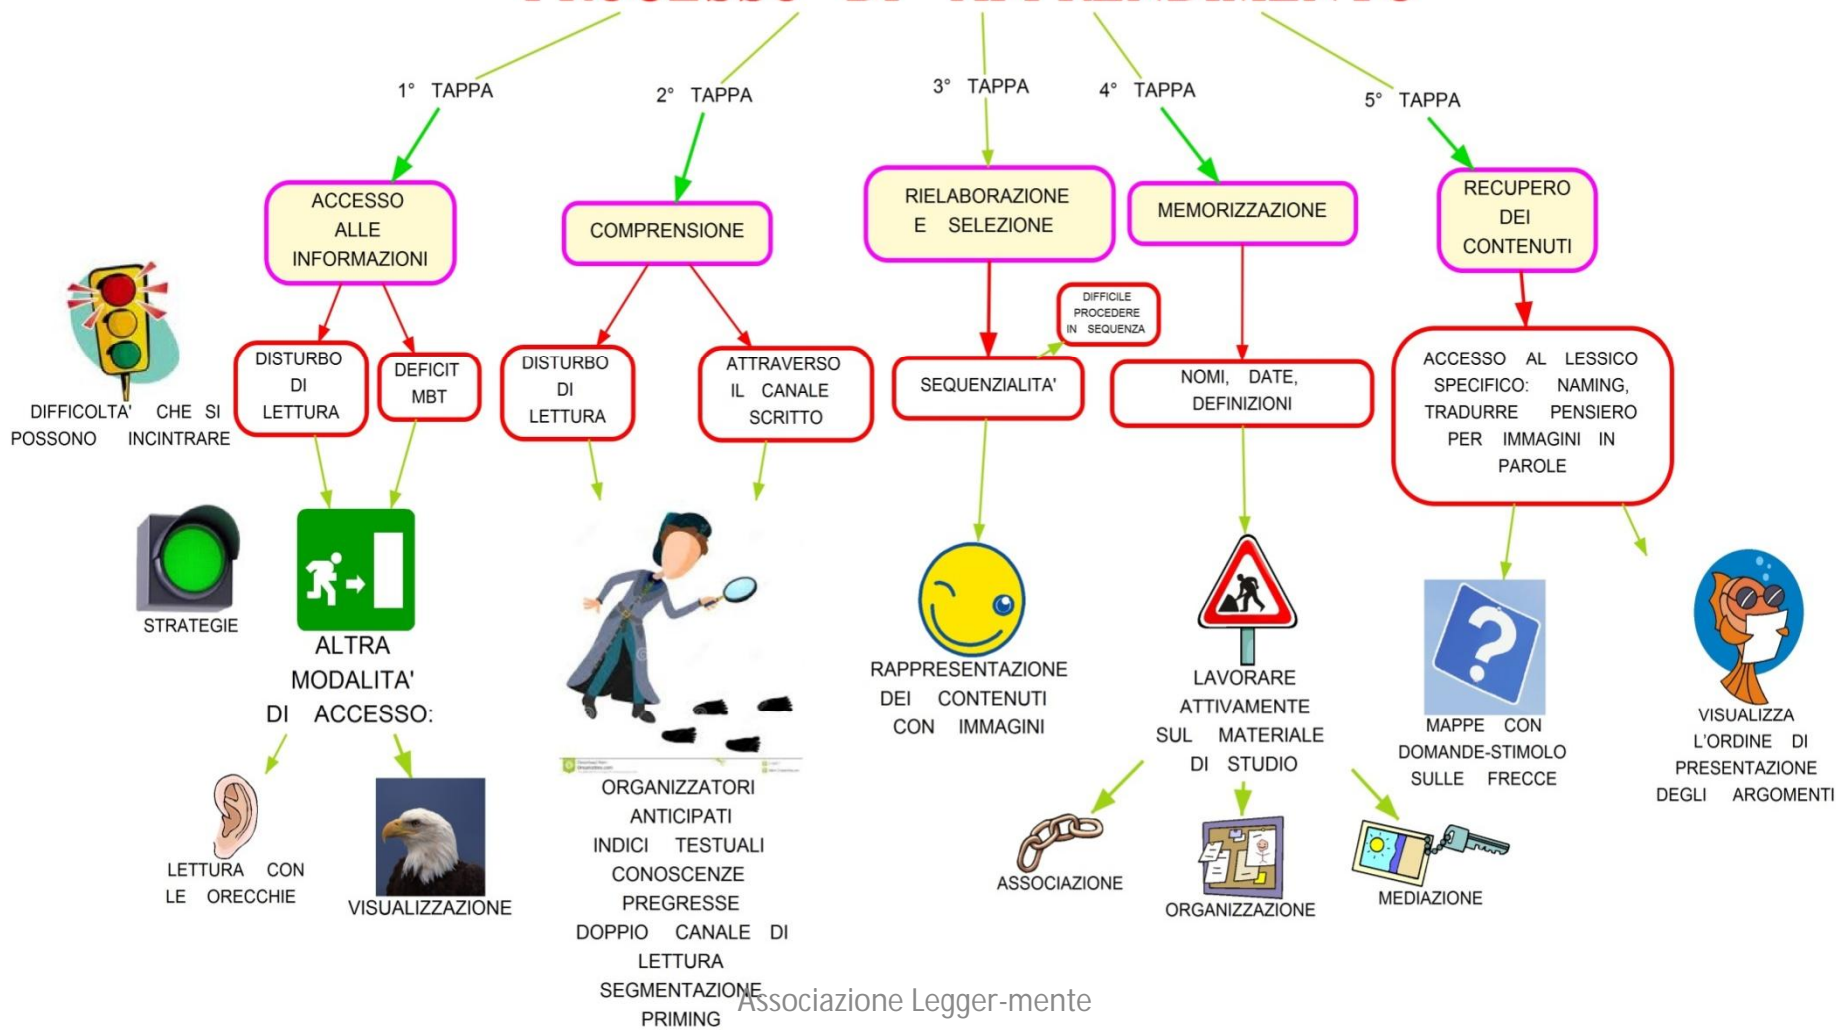 PROCESSO DI APPRENDIMENTO
1° TAPPA
2° TAPPA
3° TAPPA
4° TAPPA
5° TAPPA
ACCESSO
ALLE
INFORMAZIONI
COMPRENSIONE
RIELABORAZIONE
E SELEZIONE
MEMORIZZAZIONE
RECUPERO
DEI
CONTENUTI
DIFFICOLTA' CHE SI
POSSONO INCINTRARE
DISTURBO
DI
LETTURA
DEFICIT
MBT
DISTURBO
DI
LETTURA
ATTRAVERSO
IL CANALE
SCRITTO
SEQUENZIALITA'
DIFFICILE
PROCEDERE
IN SEQUENZA
NOMI, DATE,
DEFINIZIONI
ACCESSO AL LESSICO
SPECIFICO: NAMING,
TRADURRE PENSIERO
PER IMMAGINI IN
PAROLE
STRATEGIE
ALTRA
MODALITA'
DI ACCESSO:
LETTURA CON
LE ORECCHIE
VISUALIZZAZIONE
ORGANIZZATORI
ANTICIPATI
INDICI TESTUALI
CONOSCENZE
PREGRESSE
DOPPIO CANALE DI
LETTURA
SEGMENTAZIONE
PRIMING
RAPPRESENTAZIONE
DEI CONTENUTI
CON IMMAGINI
LAVORARE
ATTIVAMENTE
SUL MATERIALE
DI STUDIO
ASSOCIAZIONE
ORGANIZZAZIONE
MEDIAZIONE
MAPPE CON
DOMANDE-STIMOLO
SULLE FRECCE
VISUALIZZA
L'ORDINE DI
PRESENTAZIONE
DEGLI ARGOMENTI
Associazione Legger-mente